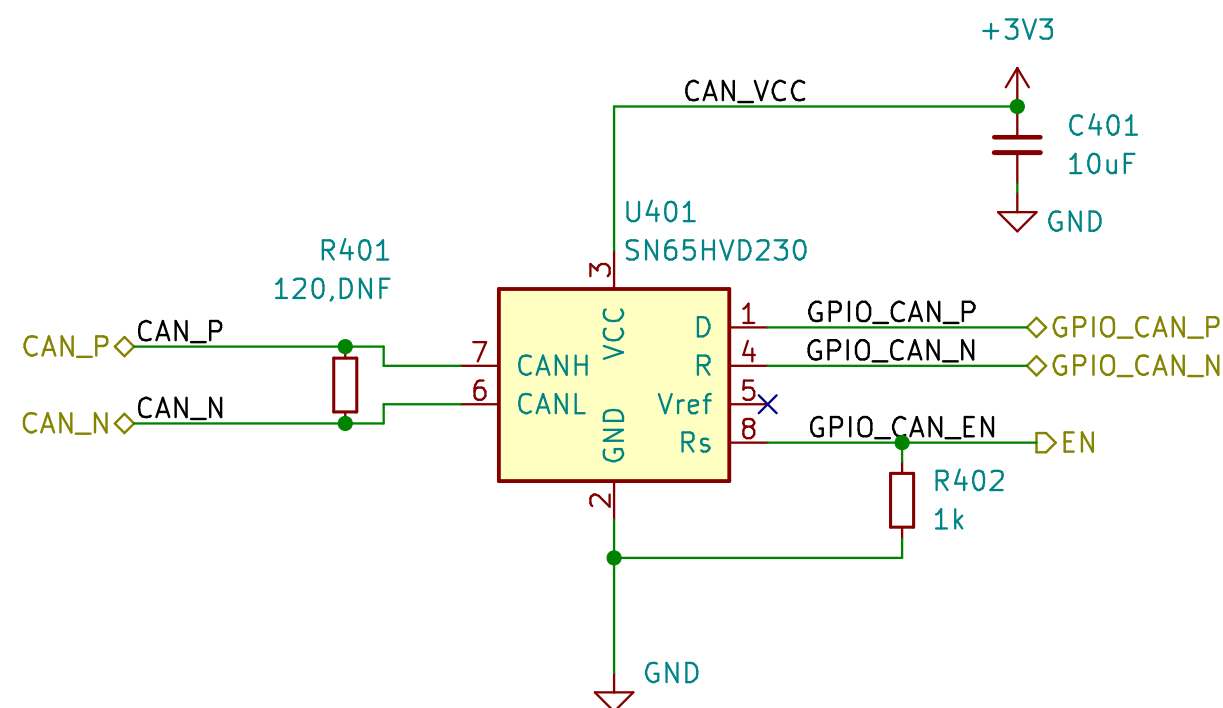 +3V3
CAN_VCC
C401
10uF
GND
U401
SN65HVD230
R401
120,DNF
3
VCC
CAN_P
CAN_P
7
CANH
CAN_N
CAN_N
6
CANL
GND
2
D
1
GPIO_CAN_P
GPIO_CAN_P
R
4
GPIO_CAN_N
GPIO_CAN_N
Vref
5
Rs
8
GPIO_CAN_EN
EN
R402
1k
GND